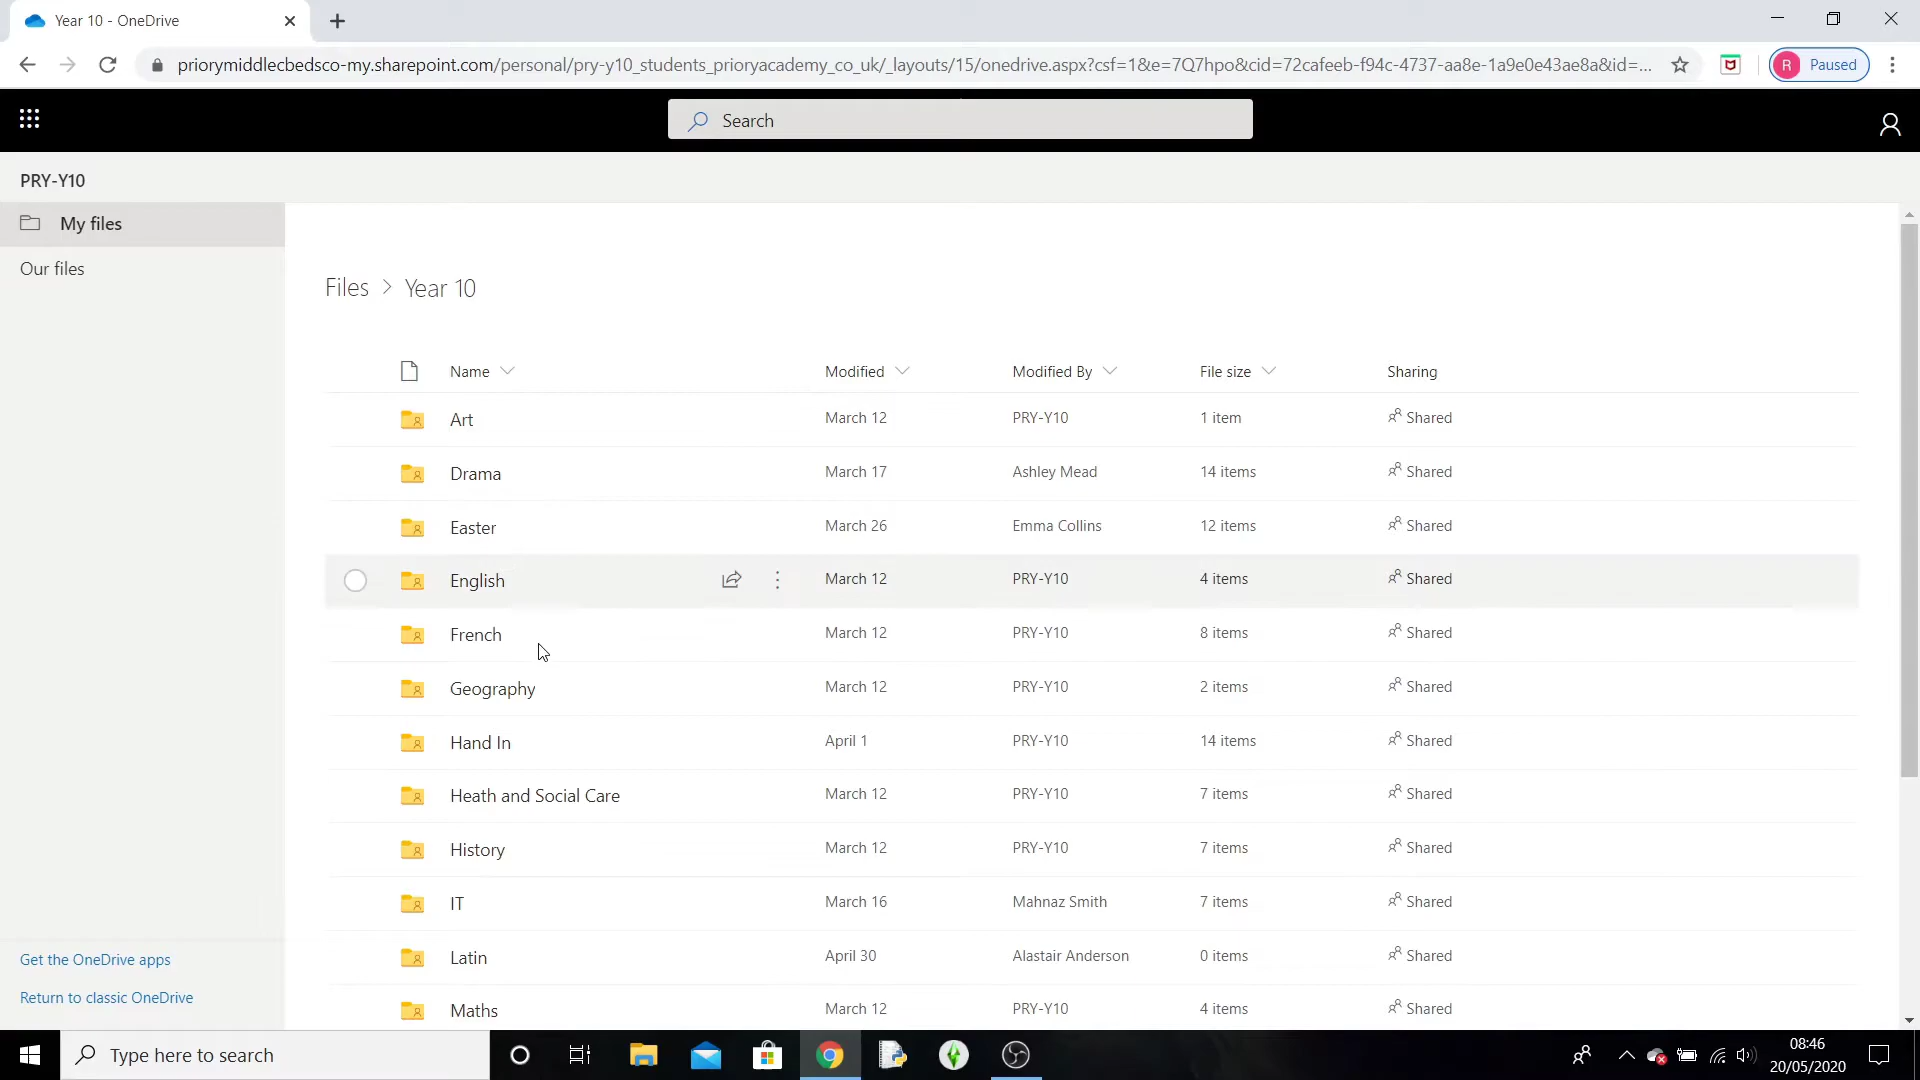 Year 10 - OneDrive
priorymiddlecbedsco-my.sharepoint.com/personal/pry-y10_students_prioryacademy_co_uk/_layouts/15/onedrive.aspx?csf=1&e=7Q7hpo&cid=72cafeeb-f94c-4737-aa8e-1a9e0e43ae8a&id=...
R Paused
Search
PRY-Y10
My files
Our files
Files > Year 10
Name Modified Modified By File size Sharing
Art March 12 PRY-Y10 1 item Shared
Drama March 17 Ashley Mead 14 items Shared
Easter March 26 Emma Collins 12 items Shared
English March 12 PRY-Y10 4 items Shared
French March 12 PRY-Y10 8 items Shared
Geography March 12 PRY-Y10 2 items Shared
Hand In April 1 PRY-Y10 14 items Shared
Heath and Social Care March 12 PRY-Y10 7 items Shared
History March 12 PRY-Y10 7 items Shared
IT March 16 Mahnaz Smith 7 items Shared
Latin April 30 Alastair Anderson 0 items Shared
Maths March 12 PRY-Y10 4 items Shared
Get the OneDrive apps
Return to classic OneDrive
Type here to search
08:46
20/05/2020